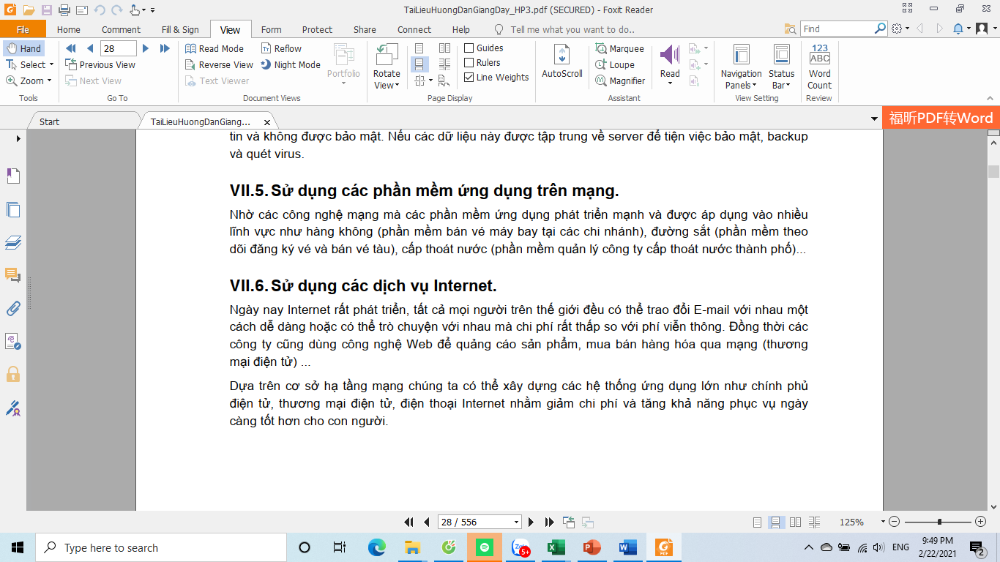 TaiLieuHuongDanGiangDay_HP3.pdf (SECURED) - Foxit Reader
File Home Comment Fill & Sign View Form Protect Share Connect Help Tell me what you want to do.. Find
Hand 28 Read Mode Reflow Guides Marquee 123
Select Previous View Reverse View Night Mode Portfolio Rotate View Rulers AutoScroll Loupe Read Navigation Panels Status Bar ABC Word Count
Zoom Next View Text Viewer Line Weights Magnifier
Tools Go To Document Views Page Display Assistant View Setting Review
Start TaiLieuHuongDanGiang... 福昕PDF转Word
tin và không được bảo mật. Nếu các dữ liệu này được tập trung về server để tiện việc bảo mật, backup
và quét virus.
VII.5. Sử dụng các phần mềm ứng dụng trên mạng.
Nhờ các công nghệ mạng mà các phần mềm ứng dụng phát triển mạnh và được áp dụng vào nhiều
lĩnh vực như hàng không (phần mềm bán vé máy bay tại các chi nhánh), đường sắt (phần mềm theo
dõi đăng ký vé và bán vé tàu), cấp thoát nước (phần mềm quản lý công ty cấp thoát nước thành phố)...
VII.6. Sử dụng các dịch vụ Internet.
Ngày nay Internet rất phát triển, tất cả mọi người trên thế giới đều có thể trao đổi E-mail với nhau một
cách dễ dàng hoặc có thể trò chuyện với nhau mà chi phí rất thấp so với phí viễn thông. Đồng thời các
công ty cũng dùng công nghệ Web để quảng cáo sản phẩm, mua bán hàng hóa qua mạng (thương
mại điện tử) ...
Dựa trên cơ sở hạ tầng mạng chúng ta có thể xây dựng các hệ thống ứng dụng lớn như chính phủ
điện tử, thương mại điện tử, điện thoại Internet nhằm giảm chi phí và tăng khả năng phục vụ ngày
càng tốt hơn cho con người.
28 / 556 125%
Type here to search Zalo 5+ ENG 9:49 PM
2/22/2021 2